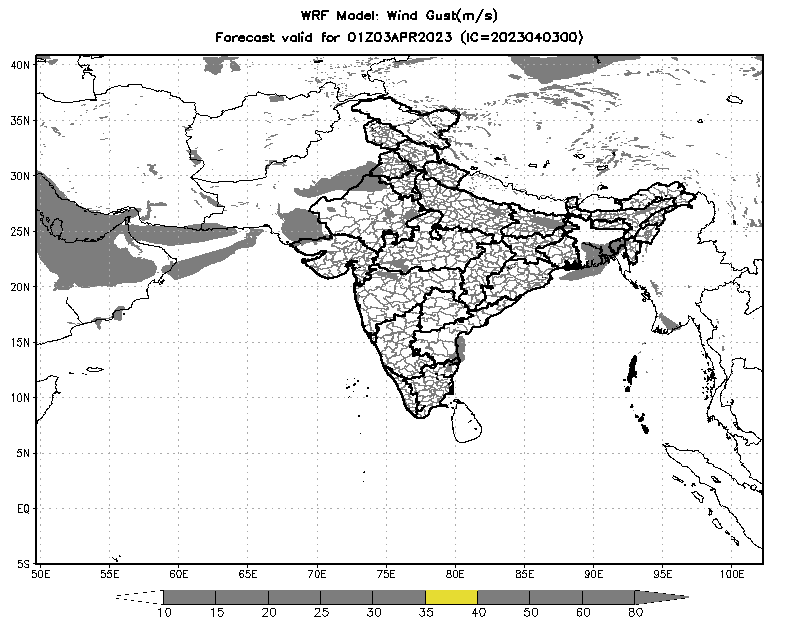 WRF Model: Wind Gust(m/s)
Forecast valid for 01Z03APR2023 (IC=2023040300)
40N
35N
30N
25N
20N
15N
10N
5N
EQ
5S
50E 55E 60E 65E 70E 75E 80E 85E 90E 95E 100E
10 15 20 25 30 35 40 50 60 80